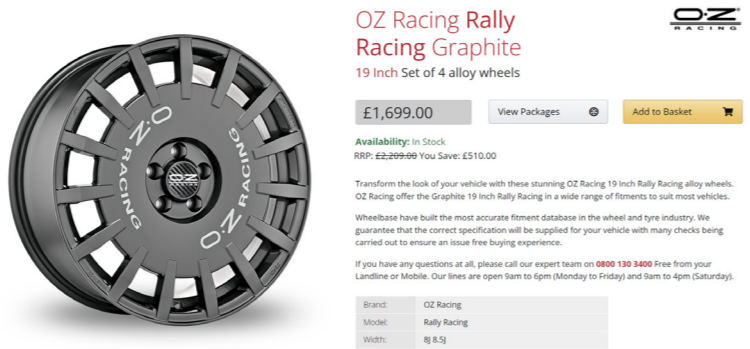 OZ Racing Rally
Racing Graphite
O·Z
RACING
19 Inch Set of 4 alloy wheels
£1,699.00
View Packages
Add to Basket
Availability: In Stock
RRP: £2,209.00 You Save: £510.00
Transform the look of your vehicle with these stunning OZ Racing 19 Inch Rally Racing alloy wheels.
OZ Racing offer the Graphite 19 Inch Rally Racing in a wide range of fitments to suit most vehicles.
Wheelbase have built the most accurate fitment database in the wheel and tyre industry. We
guarantee that the correct specification will be supplied for your vehicle with many checks being
carried out to ensure an issue free buying experience.
If you have any questions at all, please call our expert team on 0800 130 3400 Free from your
Landline or Mobile. Our lines are open 9am to 6pm (Monday to Friday) and 9am to 4pm (Saturday).
Brand: OZ Racing
Model: Rally Racing
Width: 8J 8.5J
O·Z
RACING
O·Z
RACING
O·Z
RACING